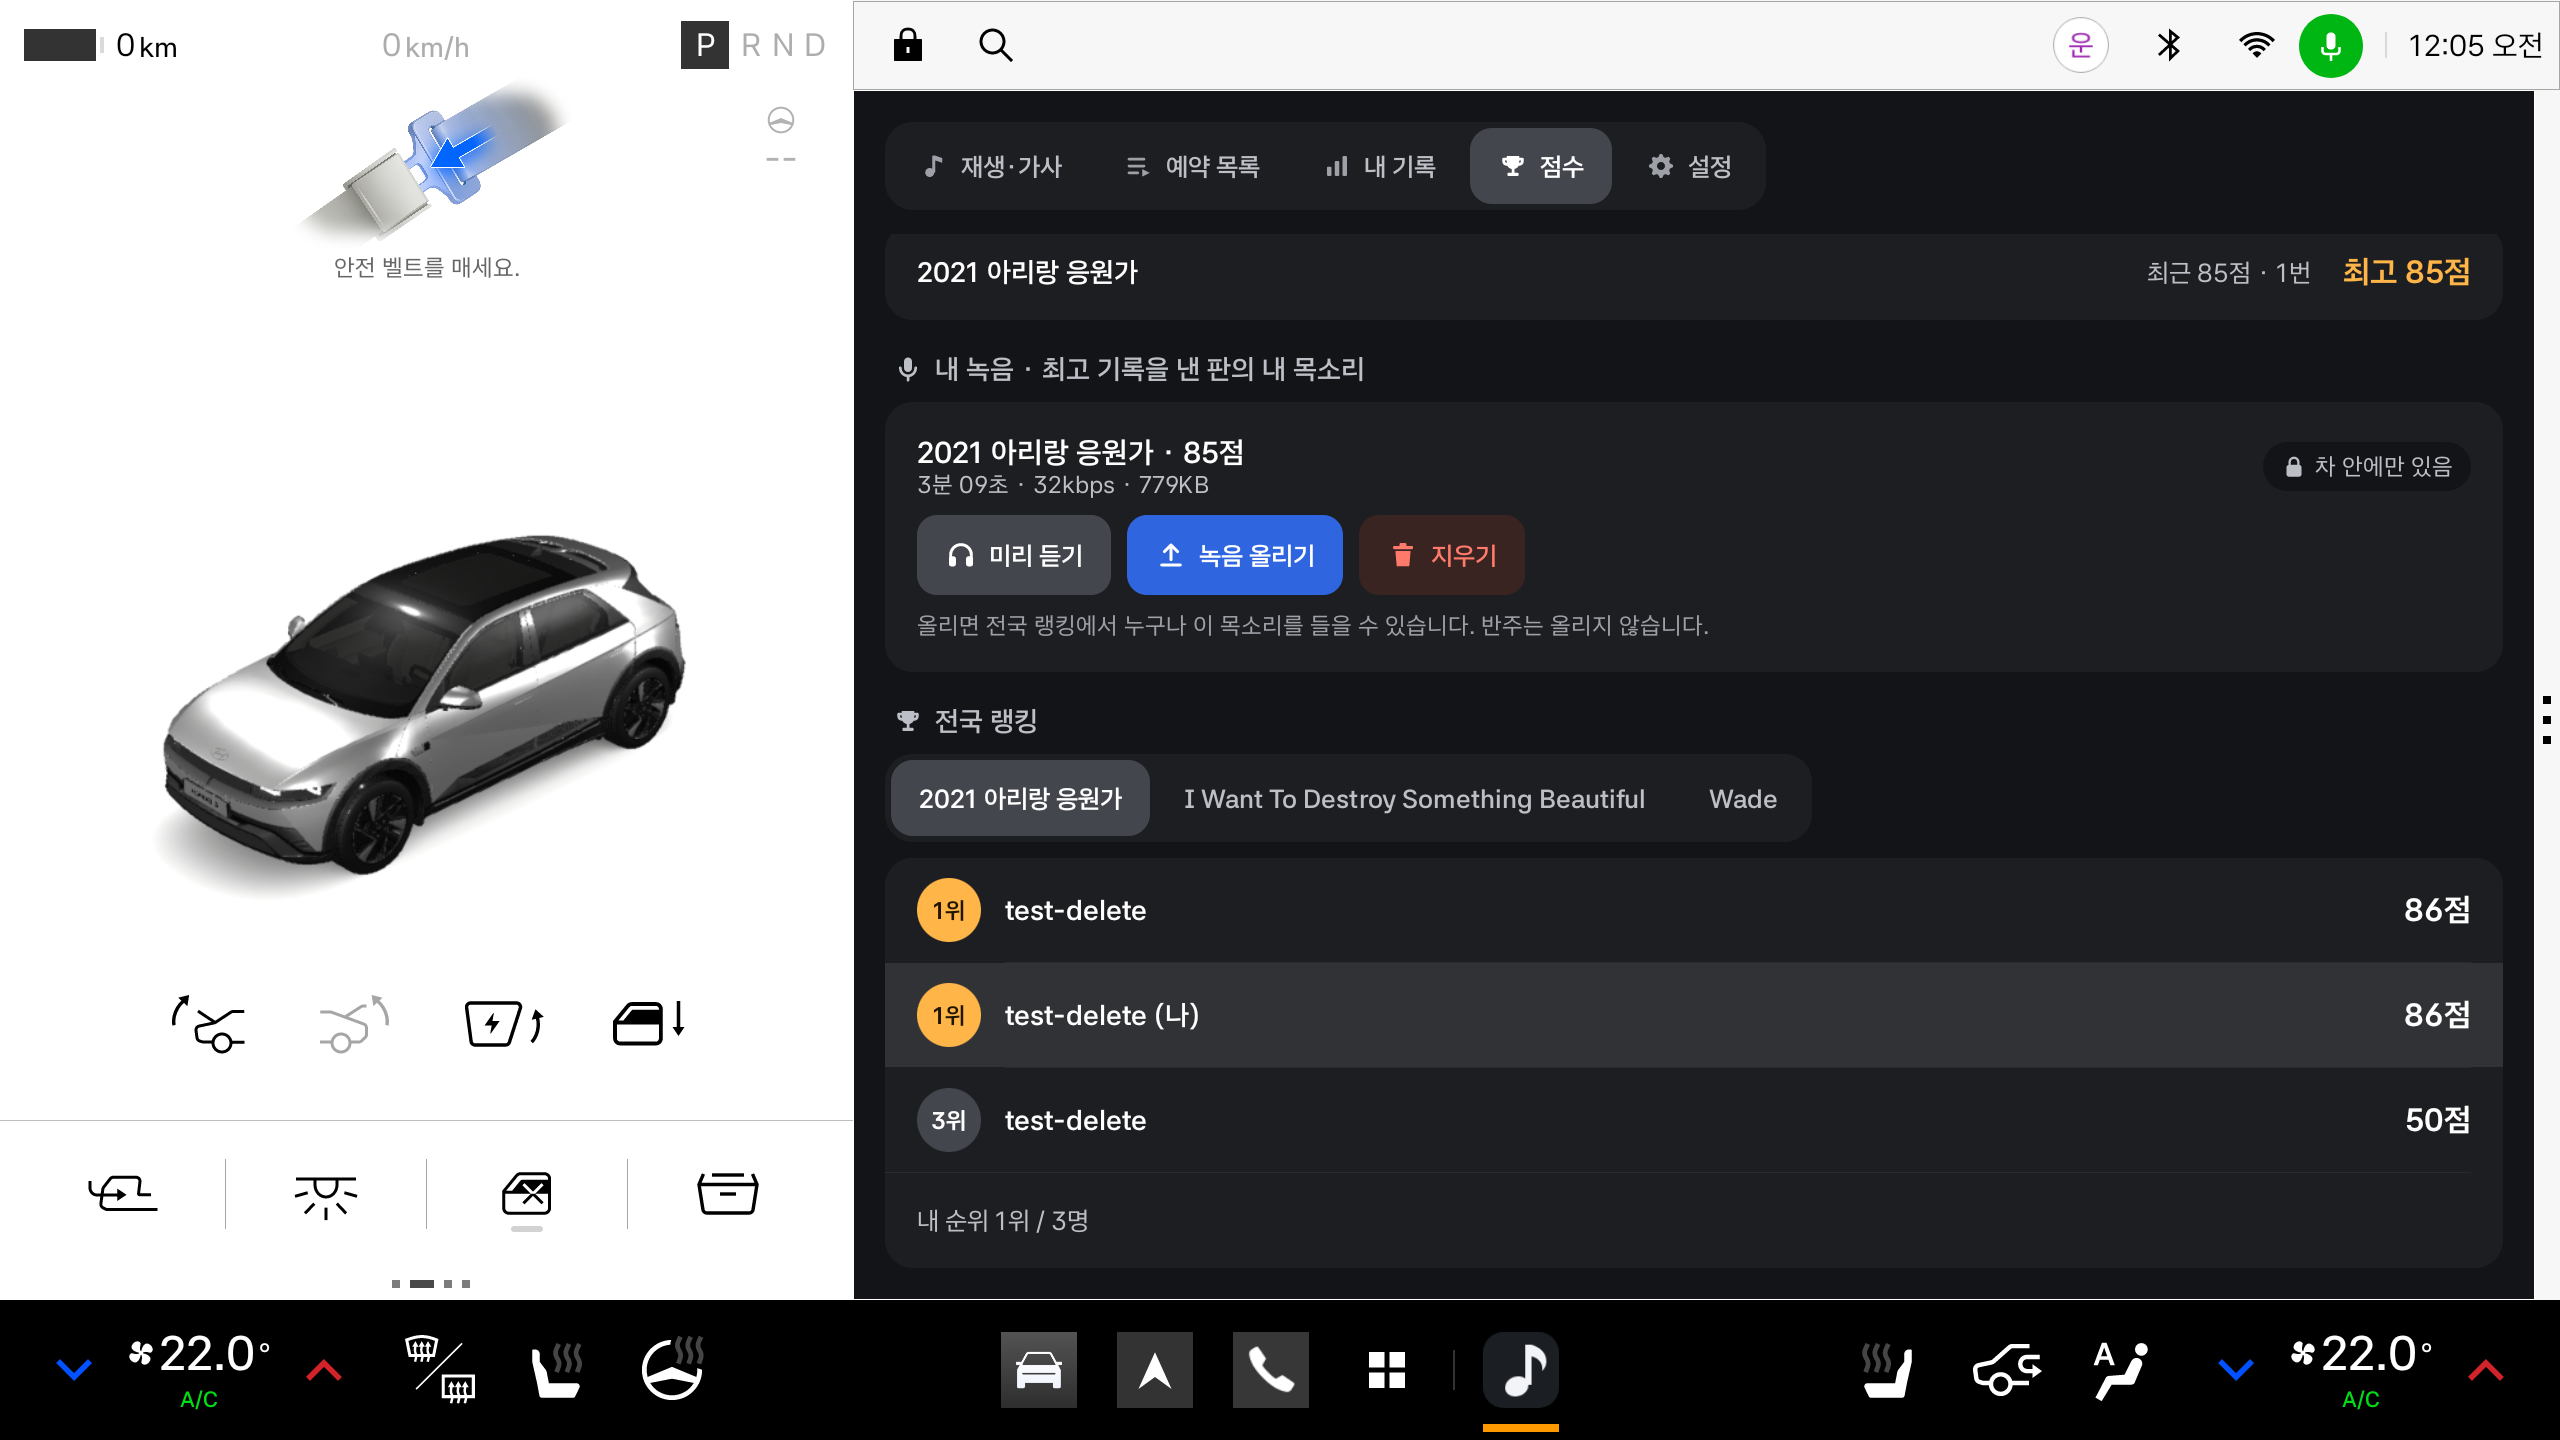 0 km
0 km/h
P R N D
안전 벨트를 매세요.
운
12:05 오전
재생·가사
예약 목록
내 기록
점수
설정
2021 아리랑 응원가
최근 85점 · 1번
최고 85점
내 녹음 · 최고 기록을 낸 판의 내 목소리
2021 아리랑 응원가 · 85점
3분 09초 · 32kbps · 779KB
차 안에만 있음
미리 듣기
녹음 올리기
지우기
올리면 전국 랭킹에서 누구나 이 목소리를 들을 수 있습니다. 반주는 올리지 않습니다.
전국 랭킹
2021 아리랑 응원가
I Want To Destroy Something Beautiful
Wade
1위 test-delete 86점
1위 test-delete (나) 86점
3위 test-delete 50점
내 순위 1위 / 3명
22.0°
A/C
A
22.0°
A/C